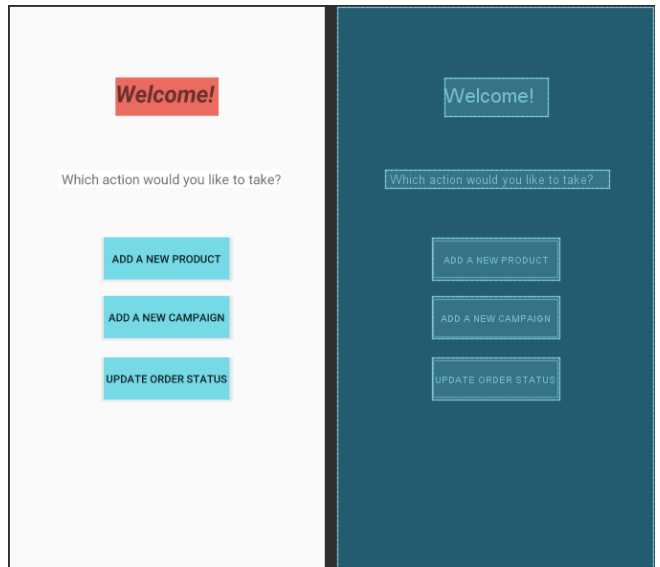 Welcome!
Which action would you like to take?
ADD A NEW PRODUCT
ADD A NEW CAMPAIGN
UPDATE ORDER STATUS
Welcome!
Which action would you like to take?
ADD A NEW PRODUCT
ADD A NEW CAMPAIGN
UPDATE ORDER STATUS